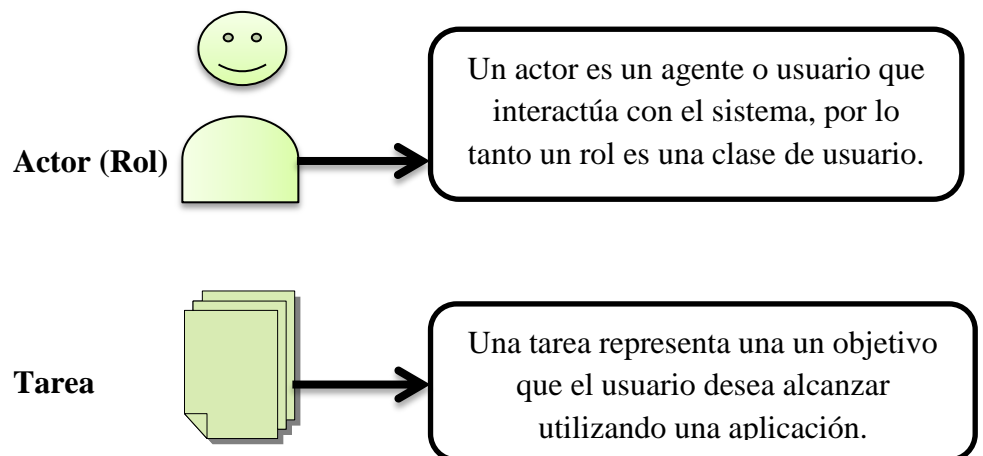 Un actor es un agente o usuario que
interactúa con el sistema, por lo
tanto un rol es una clase de usuario.
Actor (Rol)
Una tarea representa una un objetivo
que el usuario desea alcanzar
utilizando una aplicación.
Tarea